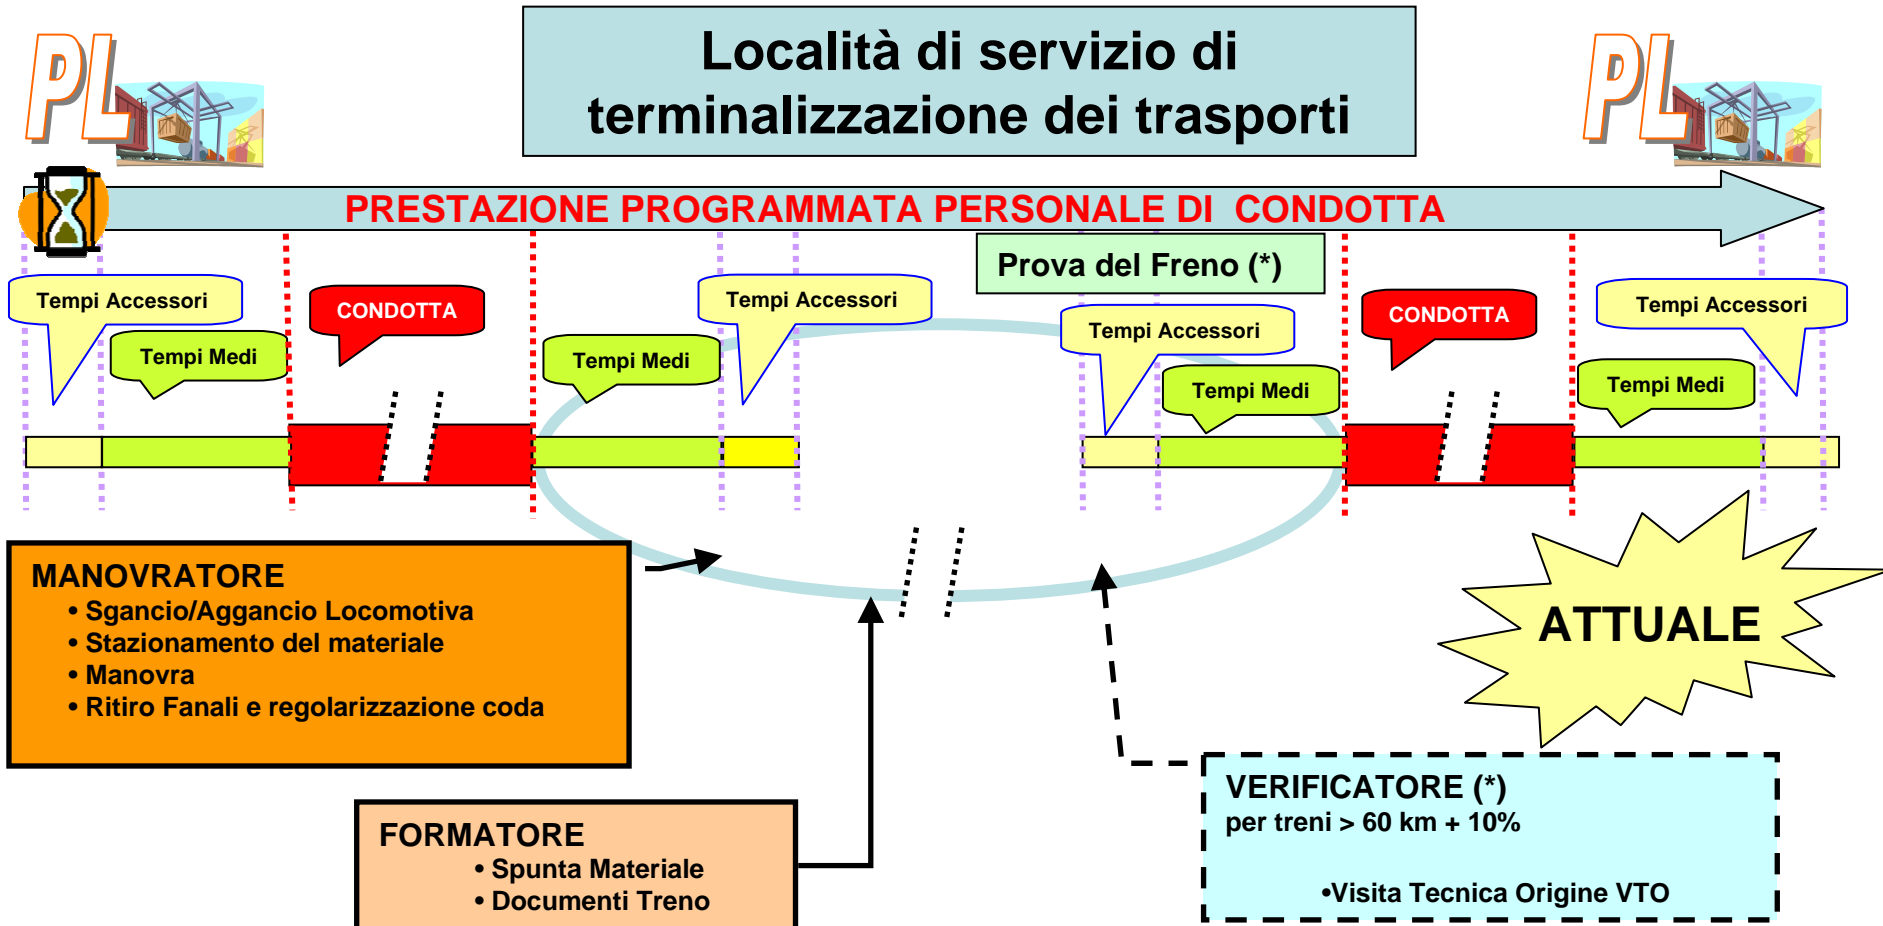 PL
Località di servizio di
terminalizzazione dei trasporti
PL
PRESTAZIONE PROGRAMMATA PERSONALE DI CONDOTTA
Prova del Freno (*)
Tempi Accessori
Tempi Medi
CONDOTTA
Tempi Medi
Tempi Accessori
Tempi Accessori
Tempi Medi
CONDOTTA
Tempi Medi
Tempi Accessori
MANOVRATORE
• Sgancio/Aggancio Locomotiva
• Stazionamento del materiale
• Manovra
• Ritiro Fanali e regolarizzazione coda
ATTUALE
FORMATORE
• Spunta Materiale
• Documenti Treno
VERIFICATORE (*)
per treni > 60 km + 10%
•Visita Tecnica Origine VTO